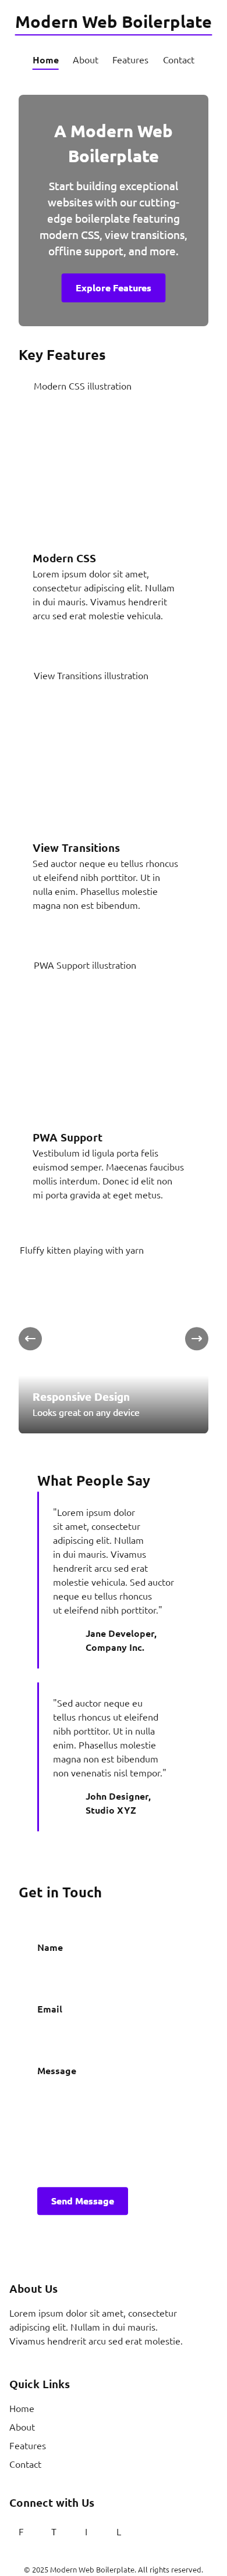 Modern Web Boilerplate
Home About Features Contact
A Modern Web
Boilerplate
Start building exceptional
websites with our cutting-
edge boilerplate featuring
modern CSS, view transitions,
offline support, and more.
Explore Features
Key Features
Modern CSS illustration
Modern CSS
Lorem ipsum dolor sit amet,
consectetur adipiscing elit. Nullam
in dui mauris. Vivamus hendrerit
arcu sed erat molestie vehicula.
View Transitions illustration
View Transitions
Sed auctor neque eu tellus rhoncus
ut eleifend nibh porttitor. Ut in
nulla enim. Phasellus molestie
magna non est bibendum.
PWA Support illustration
PWA Support
Vestibulum id ligula porta felis
euismod semper. Maecenas faucibus
mollis interdum. Donec id elit non
mi porta gravida at eget metus.
Fluffy kitten playing with yarn
← →
Responsive Design
Looks great on any device
What People Say
"Lorem ipsum dolor
sit amet, consectetur
adipiscing elit. Nullam
in dui mauris. Vivamus
hendrerit arcu sed erat
molestie vehicula. Sed auctor
neque eu tellus rhoncus
ut eleifend nibh porttitor."
Jane Developer,
Company Inc.
"Sed auctor neque eu
tellus rhoncus ut eleifend
nibh porttitor. Ut in nulla
enim. Phasellus molestie
magna non est bibendum
non venenatis nisl tempor."
John Designer,
Studio XYZ
Get in Touch
Name
Email
Message
Send Message
About Us
Lorem ipsum dolor sit amet, consectetur
adipiscing elit. Nullam in dui mauris.
Vivamus hendrerit arcu sed erat molestie.
Quick Links
Home
About
Features
Contact
Connect with Us
F T I L
© 2025 Modern Web Boilerplate. All rights reserved.